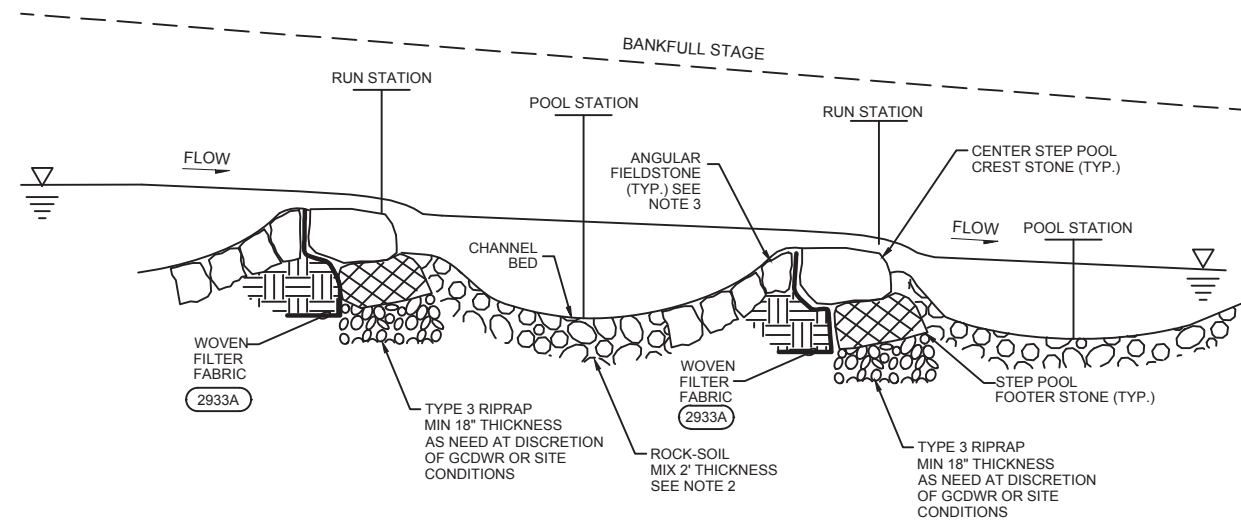 BANKFULL STAGE
RUN STATION
POOL STATION
RUN STATION
FLOW
ANGULAR
FIELDSTONE
(TYP.) SEE
NOTE 3
CENTER STEP POOL
CREST STONE (TYP.)
FLOW
POOL STATION
CHANNEL
BED
WOVEN
FILTER
FABRIC
2933A
TYPE 3 RIPRAP
MIN 18" THICKNESS
AS NEED AT DISCRETION
OF GCDWR OR SITE
CONDITIONS
ROCK-SOIL
MIX 2' THICKNESS
SEE NOTE 2
WOVEN
FILTER
FABRIC
2933A
STEP POOL
FOOTER STONE (TYP.)
TYPE 3 RIPRAP
MIN 18" THICKNESS
AS NEED AT DISCRETION
OF GCDWR OR SITE
CONDITIONS